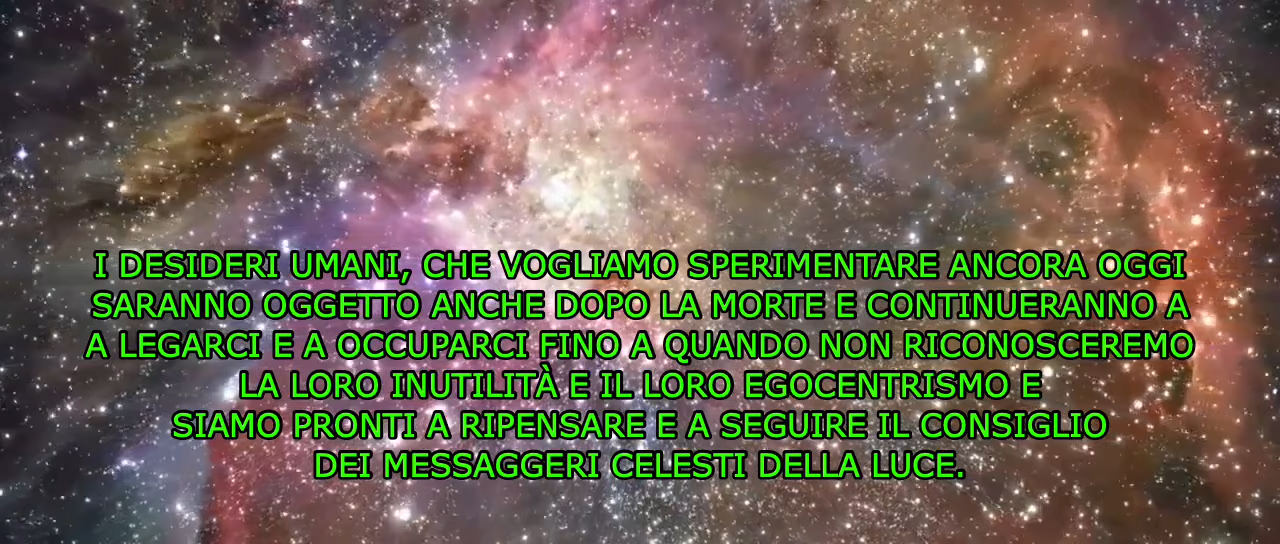 I DESIDERI UMANI, CHE VOGLIAMO SPERIMENTARE ANCORA OGGI
SARANNO OGGETTO ANCHE DOPO LA MORTE E CONTINUERANNO A
A LEGARCI E A OCCUPARCI FINO A QUANDO NON RICONOSCEREMO
LA LORO INUTILITÀ E IL LORO EGOCENTRISMO E
SIAMO PRONTI A RIPENSARE E A SEGUIRE IL CONSIGLIO
DEI MESSAGGERI CELESTI DELLA LUCE.